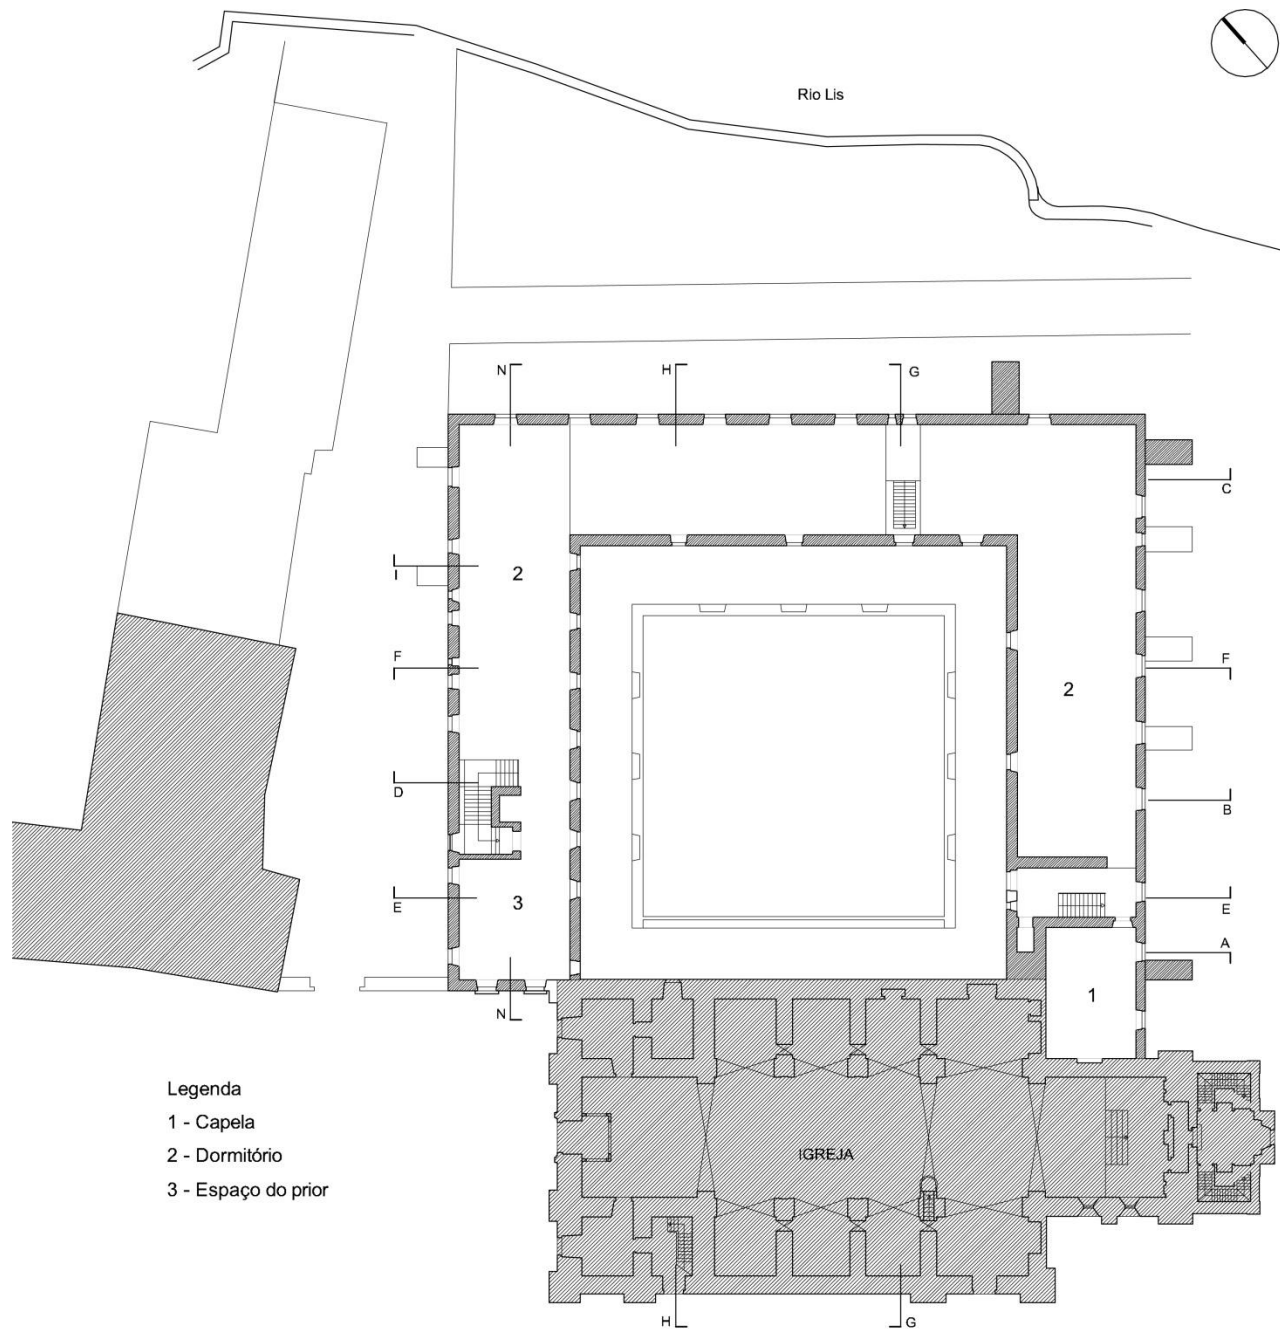 Rio Lis
N
H
G
C
2
I
F
F
2
D
B
E
3
E
A
1
N
Legenda
1 - Capela
2 - Dormitório
IGREJA
3 - Espaço do prior
H
G